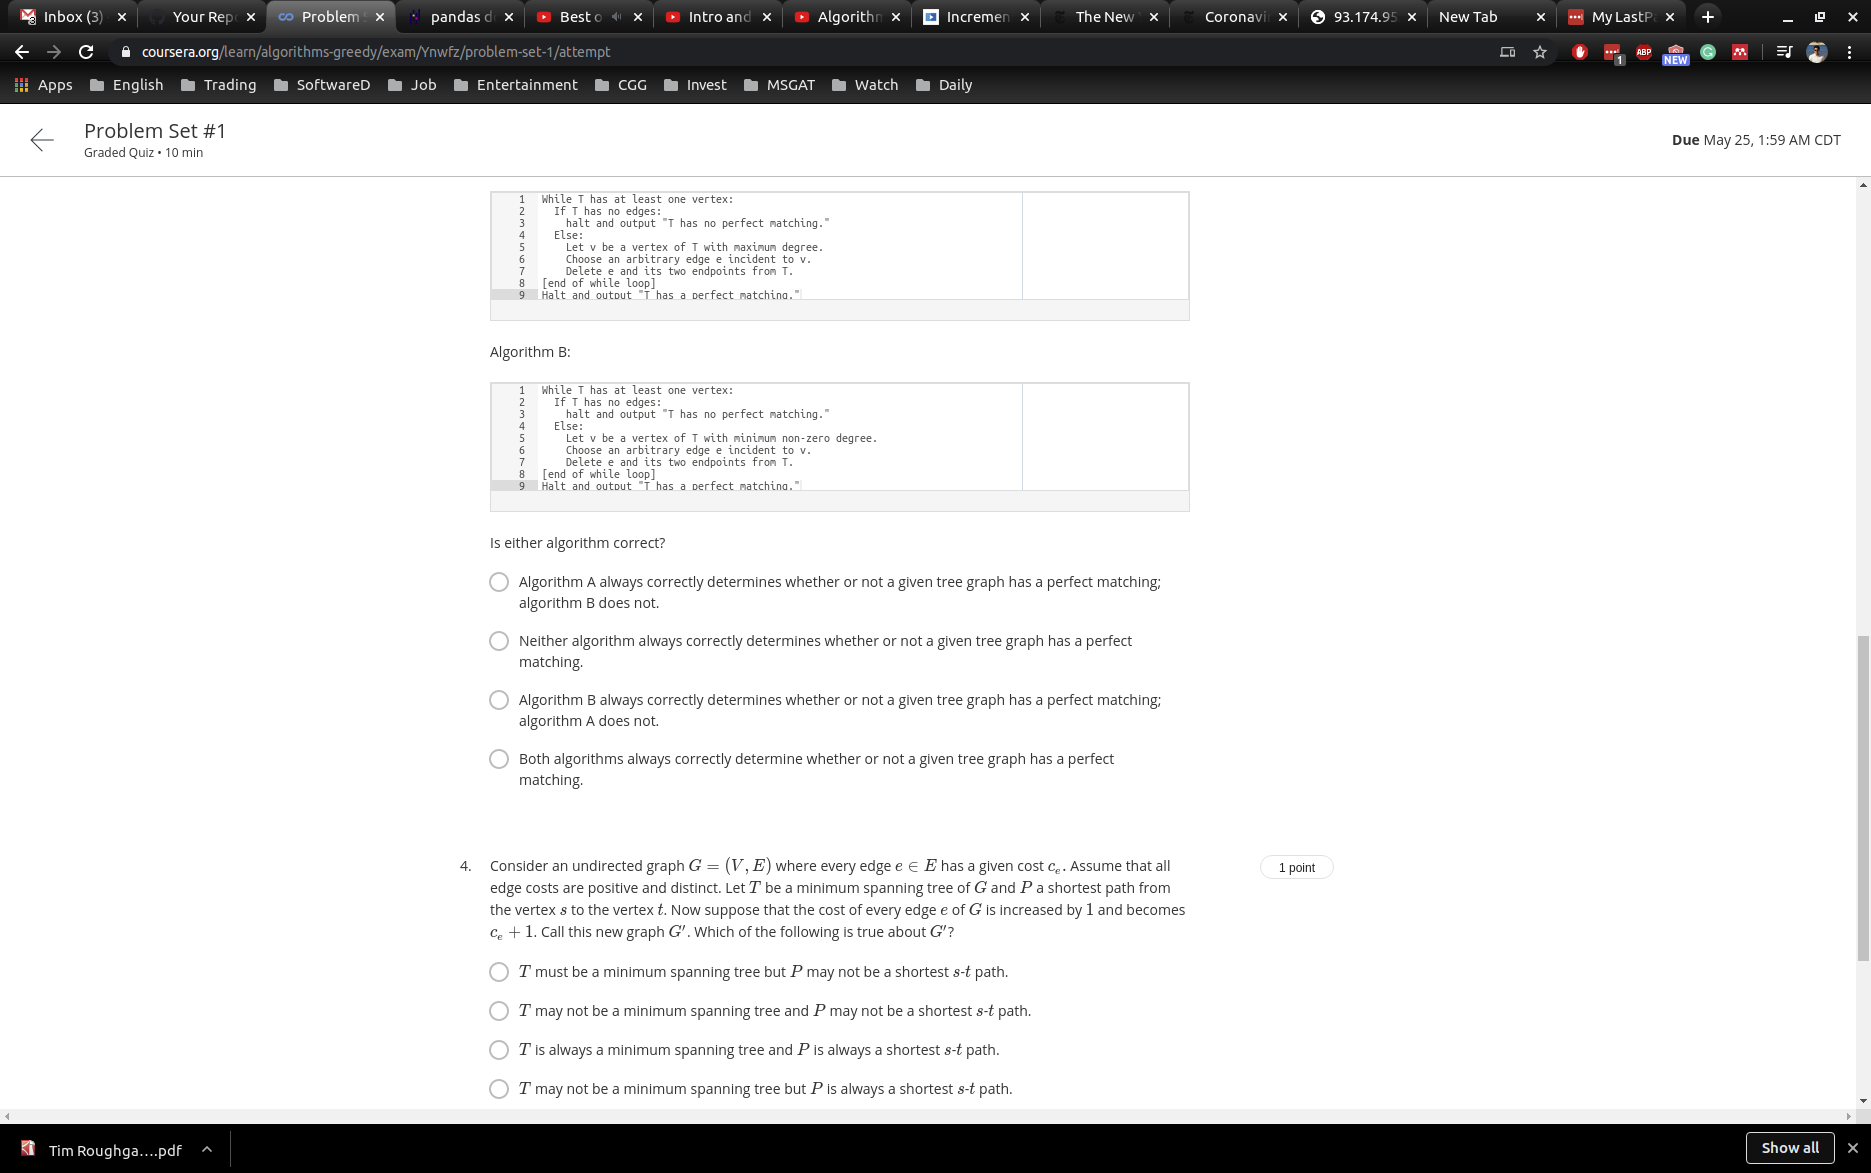 Inbox (3)
Your Rep
Problem
pandas d
Best o
Intro and
Algorithm
Incremen
The New
Coronavi
93.174.95
New Tab
My LastP
coursera.org/learn/algorithms-greedy/exam/Ynwfz/problem-set-1/attempt
1
ABP
NEW
Apps
English
Trading
SoftwareD
Job
Entertainment
CGG
Invest
MSGAT
Watch
Daily
Problem Set #1
Graded Quiz • 10 min
Due May 25, 1:59 AM CDT
1 While T has at least one vertex:
2 If T has no edges:
3 halt and output "T has no perfect matching."
4 Else:
5 Let v be a vertex of T with maximum degree.
6 Choose an arbitrary edge e incident to v.
7 Delete e and its two endpoints from T.
8 [end of while loop]
9 Halt and output "T has a perfect matching."
Algorithm B:
1 While T has at least one vertex:
2 If T has no edges:
3 halt and output "T has no perfect matching."
4 Else:
5 Let v be a vertex of T with minimum non-zero degree.
6 Choose an arbitrary edge e incident to v.
7 Delete e and its two endpoints from T.
8 [end of while loop]
9 Halt and output "T has a perfect matching."
Is either algorithm correct?
Algorithm A always correctly determines whether or not a given tree graph has a perfect matching;
algorithm B does not.
Neither algorithm always correctly determines whether or not a given tree graph has a perfect
matching.
Algorithm B always correctly determines whether or not a given tree graph has a perfect matching;
algorithm A does not.
Both algorithms always correctly determine whether or not a given tree graph has a perfect
matching.
4. Consider an undirected graph G = (V, E) where every edge e ∈ E has a given cost cₑ. Assume that all
1 point
edge costs are positive and distinct. Let T be a minimum spanning tree of G and P a shortest path from
the vertex s to the vertex t. Now suppose that the cost of every edge e of G is increased by 1 and becomes
cₑ + 1. Call this new graph G′. Which of the following is true about G′?
T must be a minimum spanning tree but P may not be a shortest s-t path.
T may not be a minimum spanning tree and P may not be a shortest s-t path.
T is always a minimum spanning tree and P is always a shortest s-t path.
T may not be a minimum spanning tree but P is always a shortest s-t path.
Tim Roughga....pdf
Show all